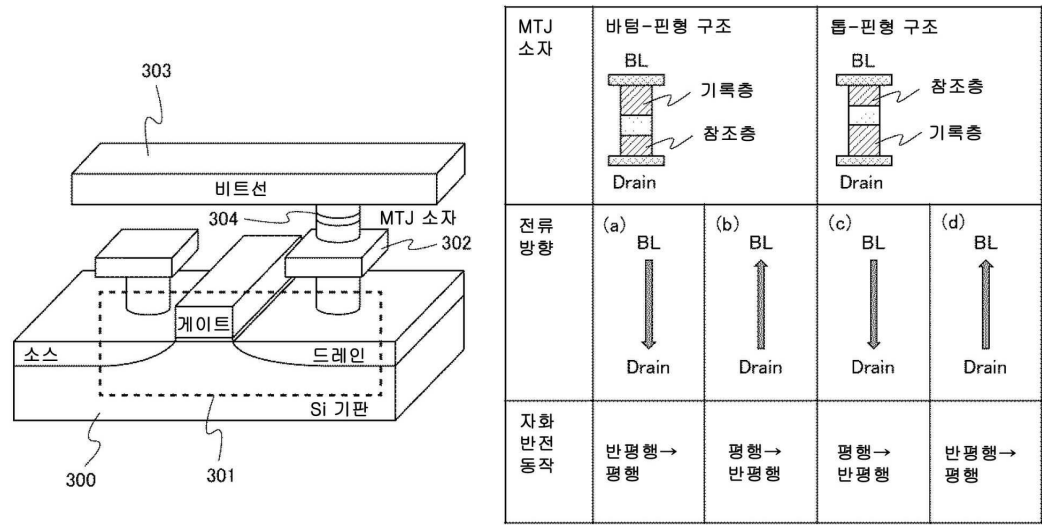 303
비트선
304
MTJ 소자
302
게이트
소스
드레인
Si 기판
300
301
MTJ
소자
바텀-핀형 구조
BL
기록층
참조층
Drain
톱-핀형 구조
BL
참조층
기록층
Drain
전류
방향
(a)
BL
Drain
(b)
BL
Drain
(c)
BL
Drain
(d)
BL
Drain
자화
반전
동작
반평행→
평행
평행→
반평행
평행→
반평행
반평행→
평행